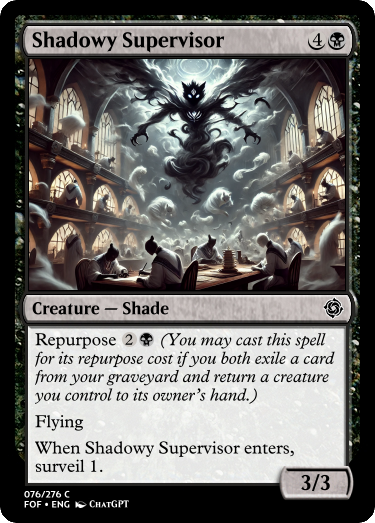 Shadowy Supervisor 4
Creature — Shade
Repurpose 2 (You may cast this spell
for its repurpose cost if you both exile a card
from your graveyard and return a creature
you control to its owner's hand.)
Flying
When Shadowy Supervisor enters,
surveil 1.
3/3
076/276 C
FOF • ENG ChatGPT